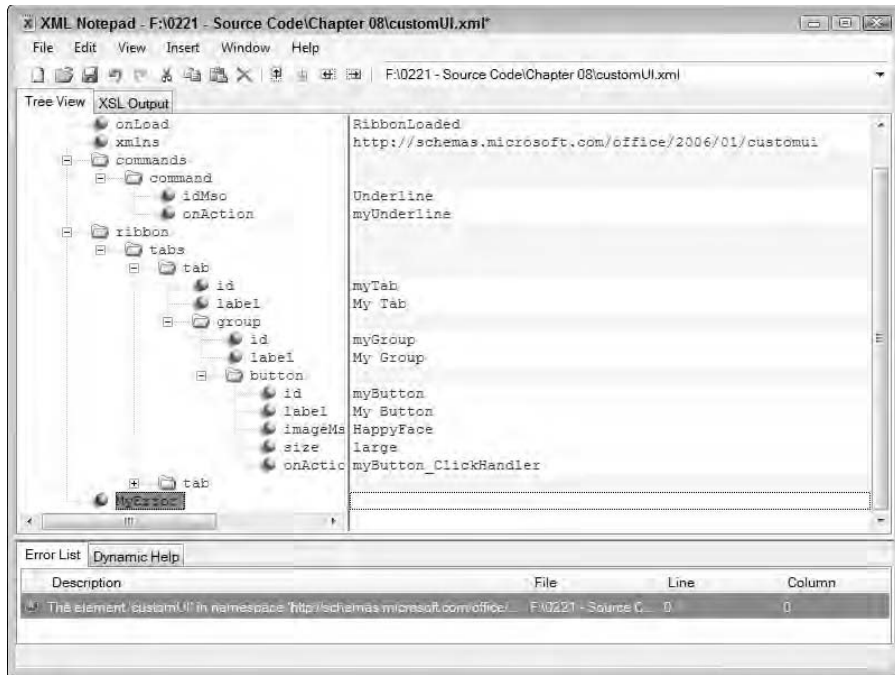 XML Notepad - F:\0221 - Source Code\Chapter 08\customUI.xml*
File Edit View Insert Window Help
F:\0221 - Source Code\Chapter 08\customUI.xml
Tree View XSL Output
onLoad RibbonLoaded
xmlns http://schemas.microsoft.com/office/2006/01/customui
commands
command
idMso Underline
onAction myUnderline
ribbon
tabs
tab
id myTab
label My Tab
group
id myGroup
label My Group
button
id myButton
label My Button
imageMs HappyFace
size large
onActic myButton_ClickHandler
tab
MyError
Error List Dynamic Help
Description File Line Column
The element 'customUI' in namespace 'http://schemas.microsoft.com/office/... F:\0221 - Source C... 0 0